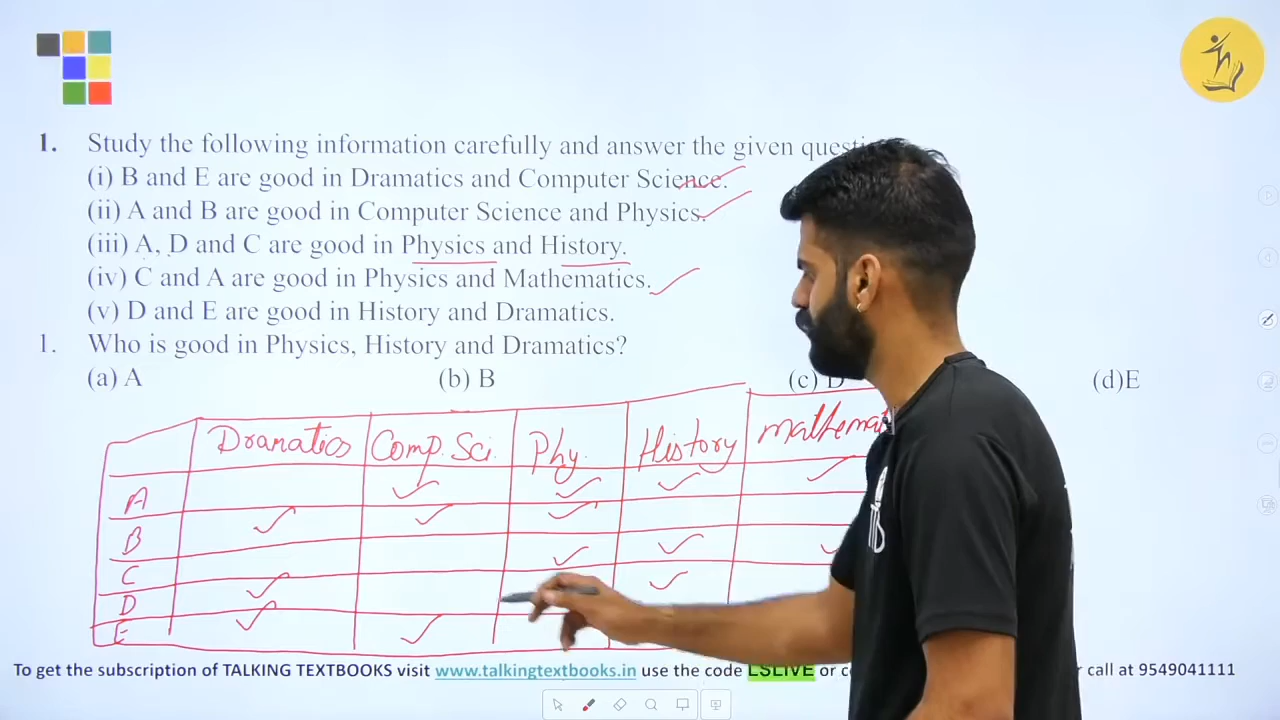 1. Study the following information carefully and answer the given
(i) B and E are good in Dramatics and Computer Science.
(ii) A and B are good in Computer Science and Physics.
(iii) A, D and C are good in Physics and History.
(iv) C and A are good in Physics and Mathematics.
(v) D and E are good in History and Dramatics.
1. Who is good in Physics, History and Dramatics?
(a) A (b) B (c) D (d)E
Dramatics Comp. Sci. Phy. History
A
B
C
D
E
To get the subscription of TALKING TEXTBOOKS visit www.talkingtextbooks.in use the code LSLIVE or call at 9549041111